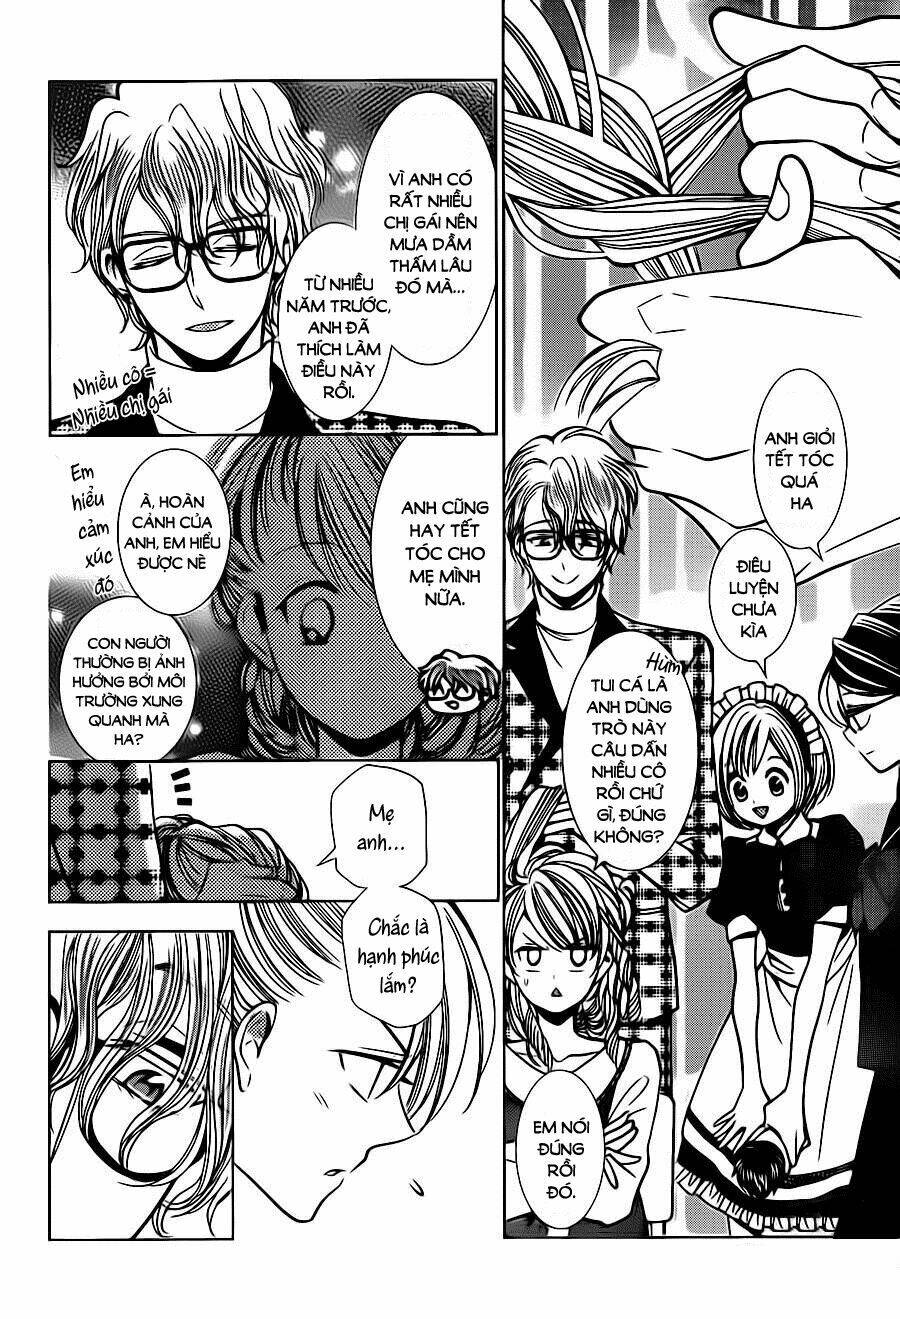 ANH GIỎI
TẾT TÓC
QUÁ
HA
ĐIÊU
LUYỆN
CHƯA
KÌA
Hừm
TUI CÁ LÀ
ANH DÙNG
TRÒ NÀY
CÂU DẪN
NHIỀU CÔ
RỒI CHỨ
GÌ, ĐÚNG
KHÔNG?
EM NÓI
ĐÚNG
RỒI
ĐÓ.
VÌ ANH CÓ
RẤT NHIỀU
CHỊ GÁI NÊN
MƯA DẦM
THẤM LÂU
ĐÓ MÀ...
TỪ NHIỀU
NĂM TRƯỚC,
ANH ĐÃ
THÍCH LÀM
ĐIỀU NÀY
RỒI.
Nhiều cô =
Nhiều chị gái
ANH CŨNG
HAY TẾT
TÓC CHO
MẸ MÌNH
NỮA.
À, HOÀN
CẢNH CỦA
ANH, EM HIỂU
ĐƯỢC NÈ
Em
hiểu
cảm
xúc
đó
CON NGƯỜI
THƯỜNG BỊ ẢNH
HƯỞNG BỞI MÔI
TRƯỜNG XUNG
QUANH MÀ
HA?
Mẹ
anh...
Chắc là
hạnh phúc
lắm?